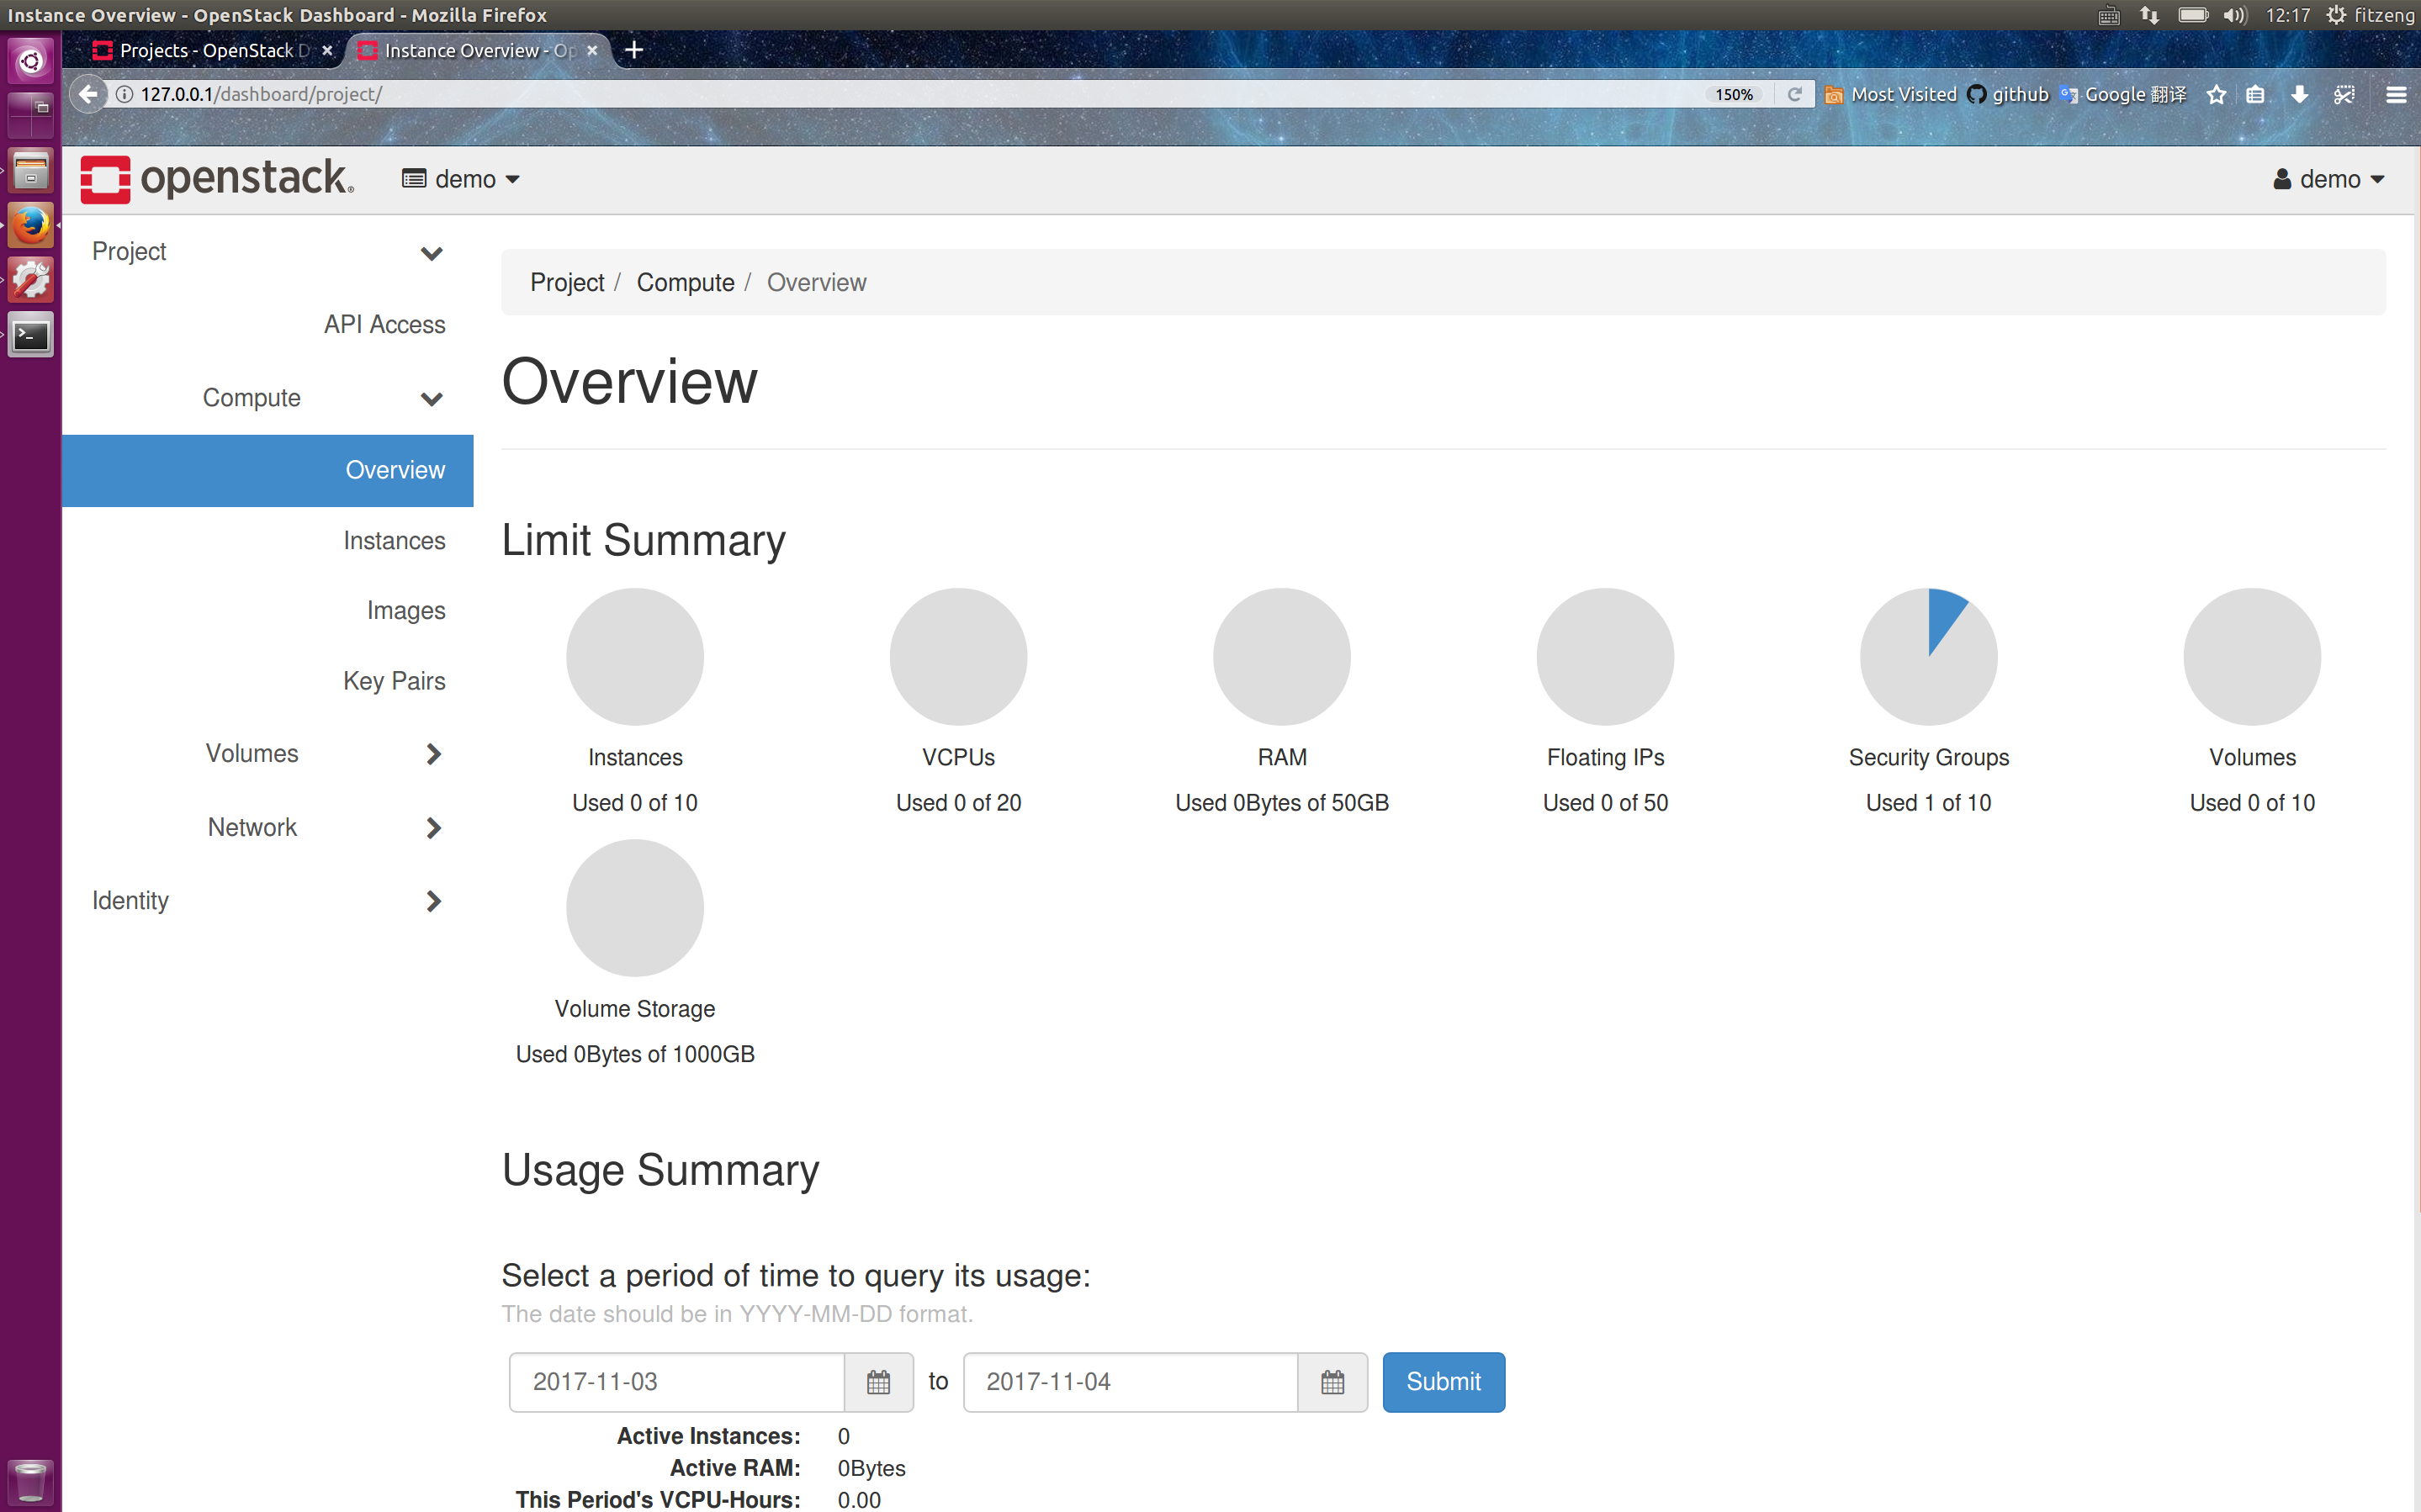 Instance Overview - OpenStack Dashboard - Mozilla Firefox
12:17 fitzeng
Projects - OpenStack D
Instance Overview - Op
127.0.0.1/dashboard/project/
150%
Most Visited github Google 翻译
openstack.
demo
demo
Project
API Access
Compute
Overview
Instances
Images
Key Pairs
Volumes
Network
Identity
Project / Compute / Overview
Overview
Limit Summary
Instances
Used 0 of 10
VCPUs
Used 0 of 20
RAM
Used 0Bytes of 50GB
Floating IPs
Used 0 of 50
Security Groups
Used 1 of 10
Volumes
Used 0 of 10
Volume Storage
Used 0Bytes of 1000GB
Usage Summary
Select a period of time to query its usage:
The date should be in YYYY-MM-DD format.
2017-11-03 to 2017-11-04 Submit
Active Instances: 0
Active RAM: 0Bytes
This Period's VCPU-Hours: 0.00